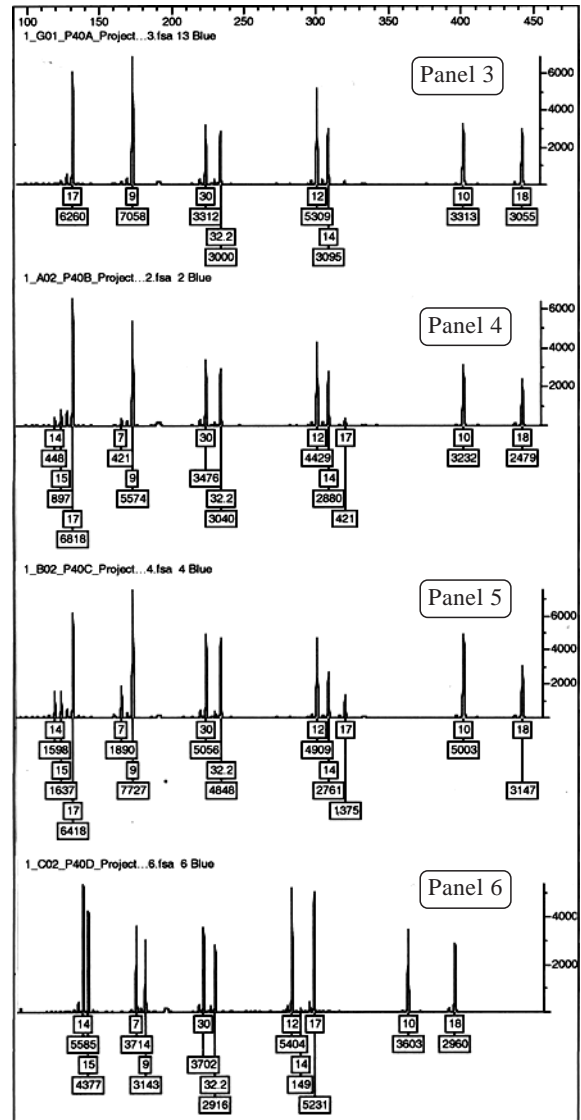 100 150 200 250 300 350 400 450
1_G01_P40A_Project...3.fsa 13 Blue
Panel 3
6000
4000
2000
17 9 30 12 10 18
6260 7058 3312 5309 3313 3055
32.2 14
3000 3095
1_A02_P40B_Project...2.fsa 2 Blue
Panel 4
6000
4000
2000
14 7 30 12 17 10 18
448 421 4429 3232 2479
15 9 3476 32.2 14 421
897 5574 3040 2880
17
6818
1_B02_P40C_Project...4.fsa 4 Blue
Panel 5
6000
4000
2000
14 7 30 12 17 10 18
1598 1890 5056 4909 5003
15 9 32.2 14 1375 3147
1637 7727 4848 2761
17
6418
1_C02_P40D_Project...6.fsa 6 Blue
Panel 6
4000
2000
14 7 30 12 17 10 18
5585 3714 5404 3603 2960
15 9 3702 14
4377 3143 32.2 149
2916 5231